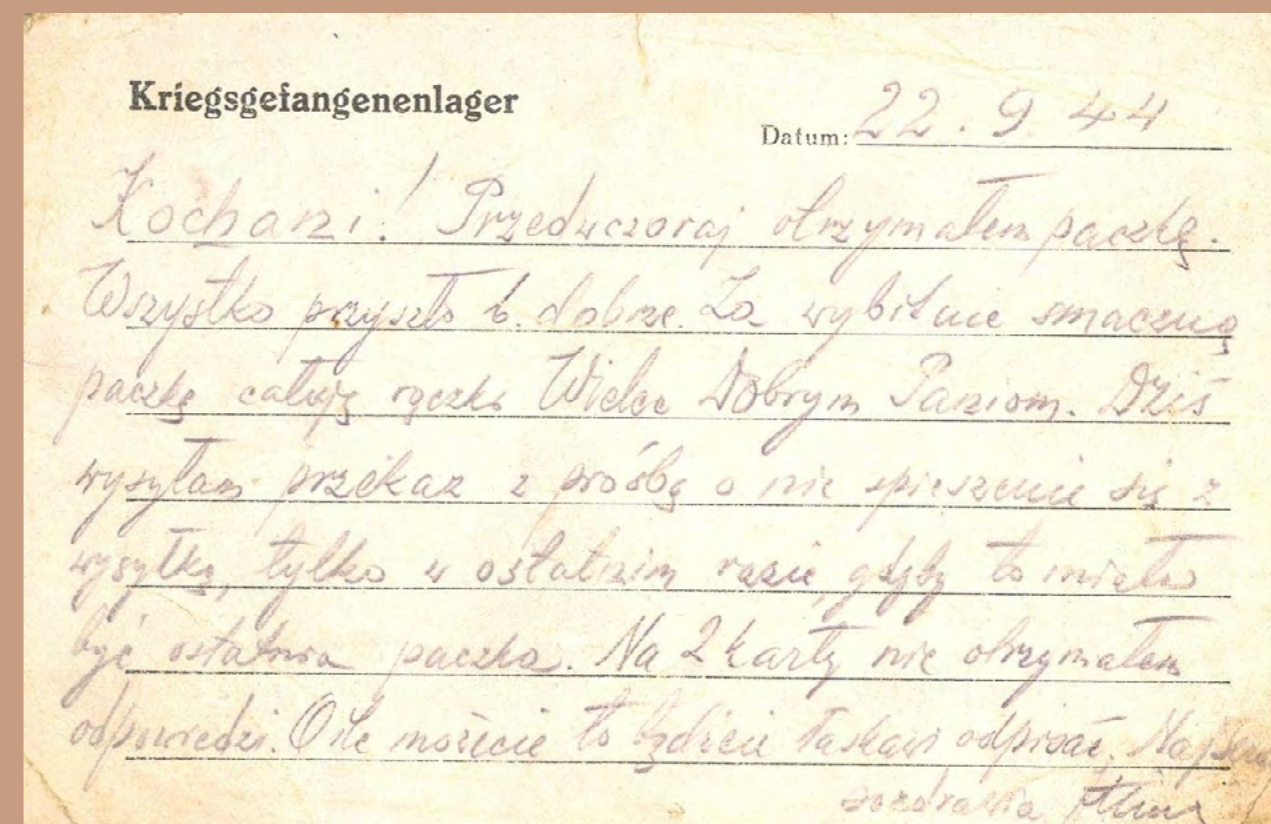 Kriegsgefangenenlager
Datum: 22. 9. 44
Kochani! Przedwczoraj otrzymałem paczkę.
Wszystko przyszło b. dobrze. Za wybitnie smaczną
paczkę całuję rączki Wielce Dobrym Paniom. Dziś
wysyłam przekaz z prośbą o nie spieszenie się z
wysyłką, tylko w ostatnim razie, gdyby to miała
być ostatnia paczka. Na 2 karty nie otrzymałem
odpowiedzi. O ile możecie to bądźcie łaskawi odpisać.
pozdrawia